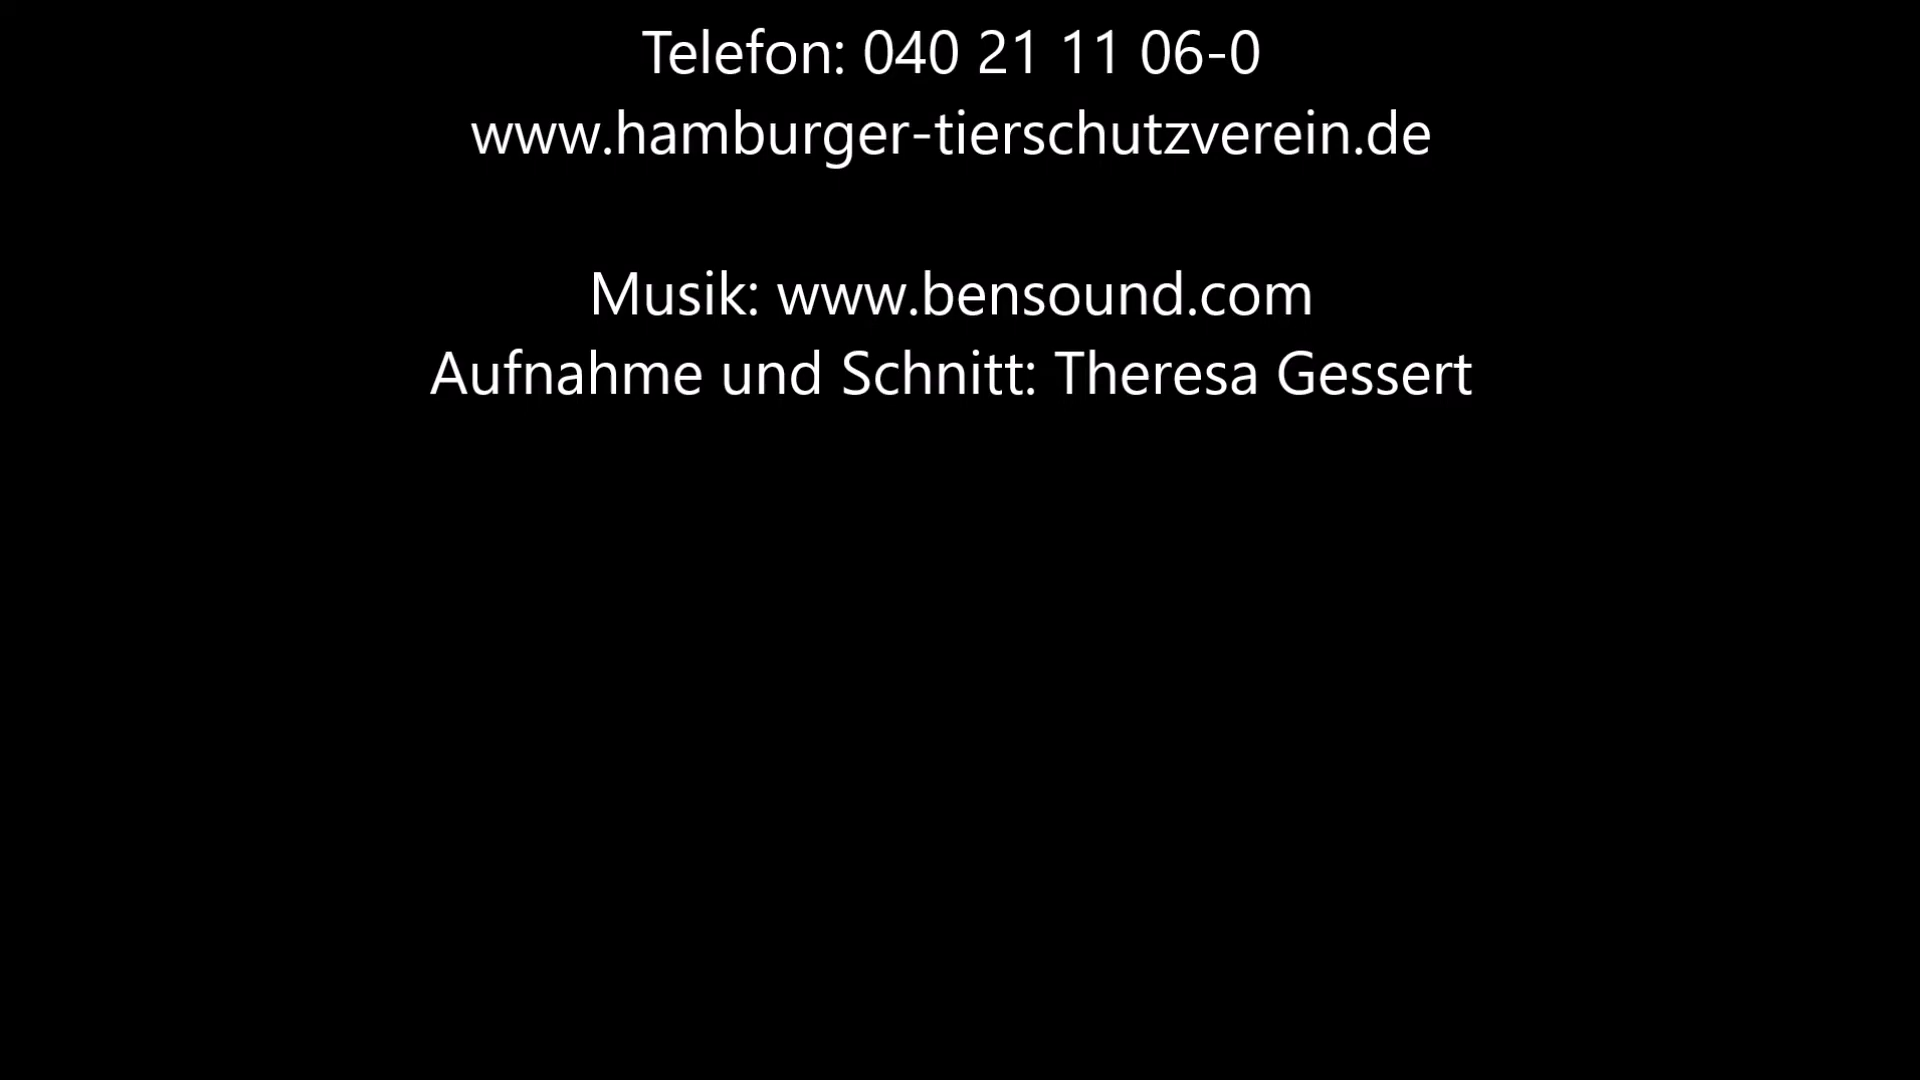 Telefon: 040 21 11 06-0
www.hamburger-tierschutzverein.de
Musik: www.bensound.com
Aufnahme und Schnitt: Theresa Gessert